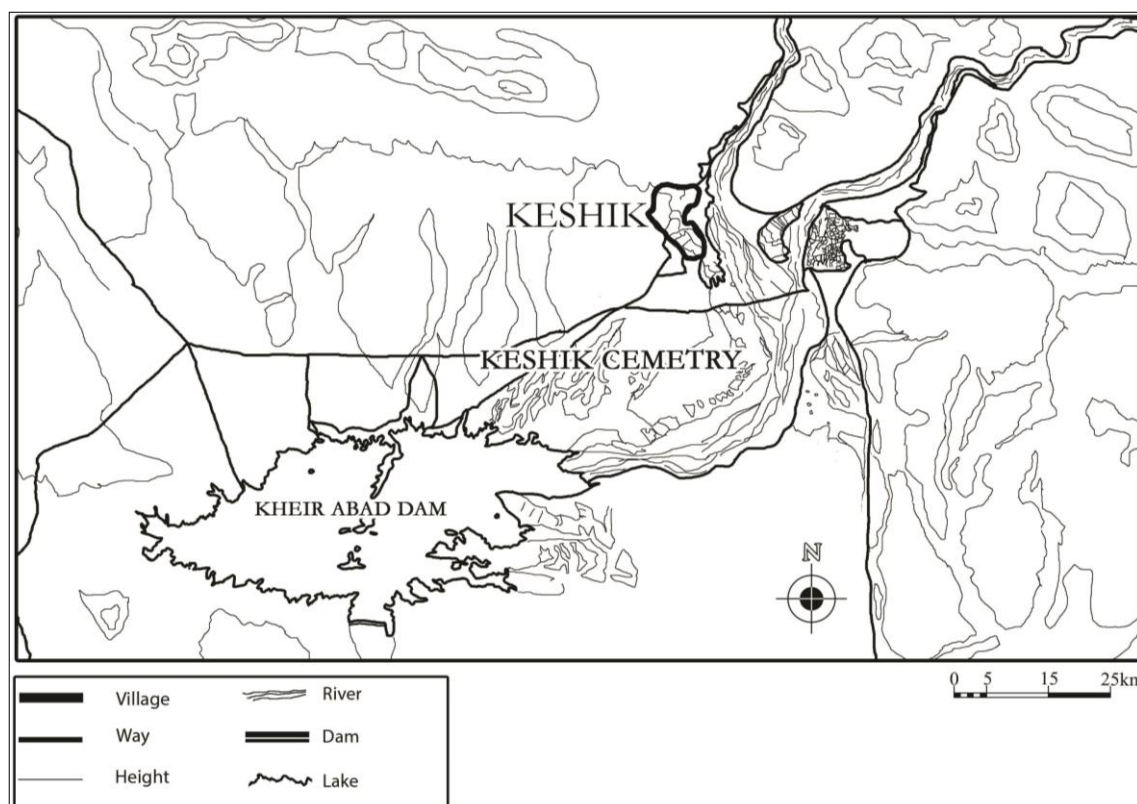 KESHIK
KESHIK CEMETRY
KHEIR ABAD DAM
N
0 5 15 25km
Village
River
Way
Dam
Height
Lake